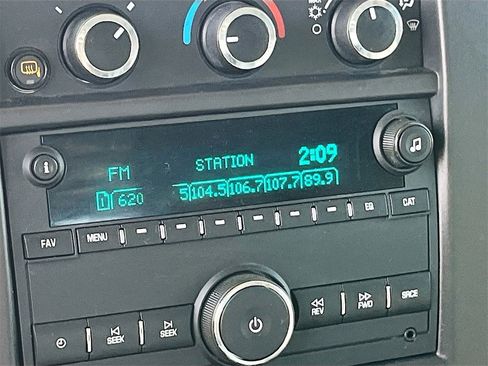 MAX
FM STATION 2:09
1 620 5 104.5 106.7 107.7 89.9
FAV MENU EQ CAT
SEEK SEEK REV FWD SRCE